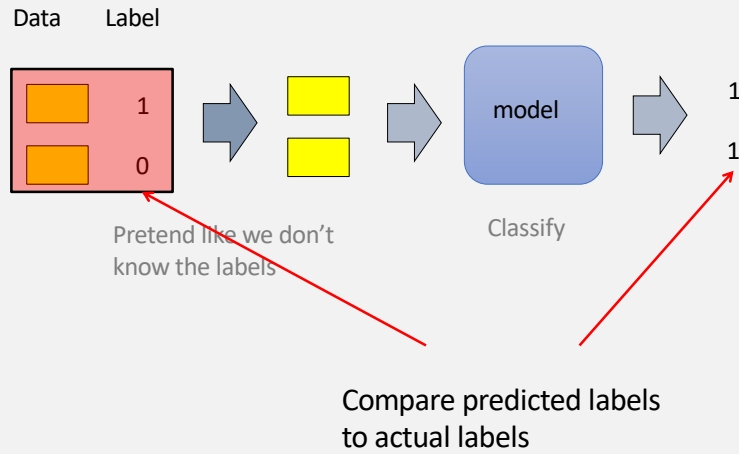 Data Label
1
0
model
1
1
Pretend like we don't
know the labels
Classify
Compare predicted labels
to actual labels